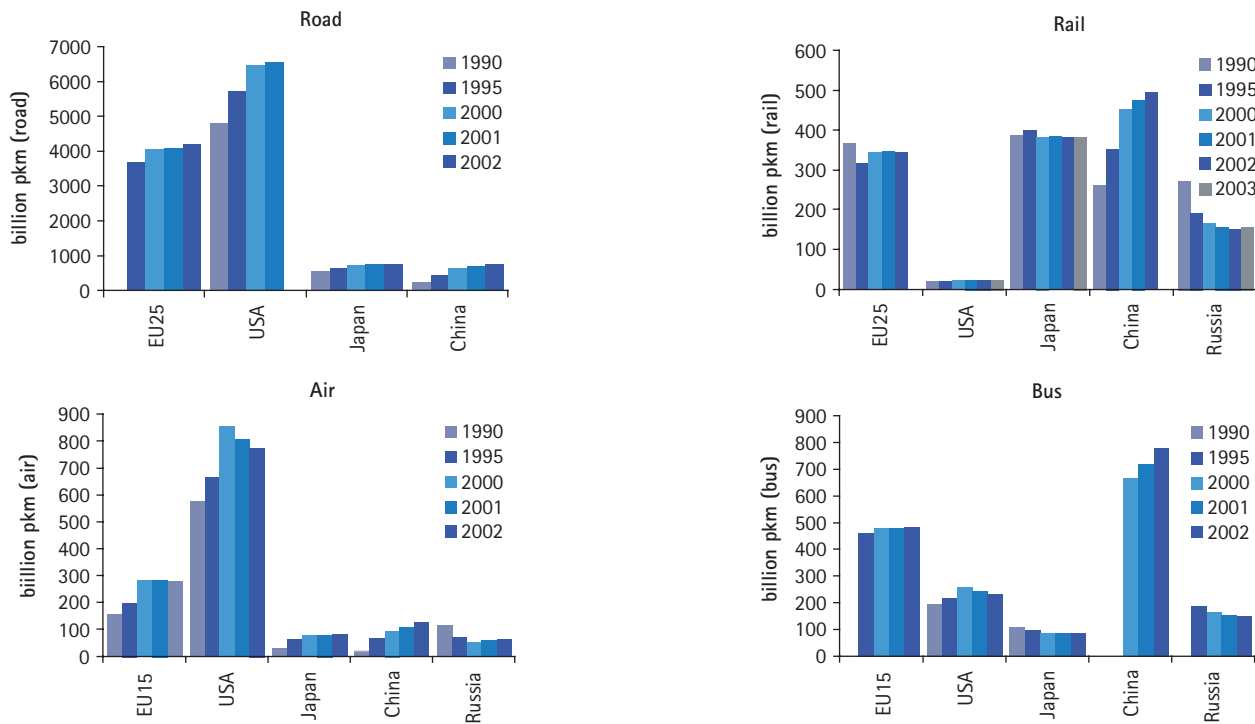 Road
billion pkm (road)
7000
6000
5000
4000
3000
2000
1000
0
1990
1995
2000
2001
2002
EU25
USA
Japan
China
Rail
billion pkm (rail)
600
500
400
300
200
100
0
1990
1995
2000
2001
2002
2003
EU25
USA
Japan
China
Russia
Air
biillion pkm (air)
900
800
700
600
500
400
300
200
100
0
1990
1995
2000
2001
2002
EU15
USA
Japan
China
Russia
Bus
billion pkm (bus)
900
800
700
600
500
400
300
200
100
0
1990
1995
2000
2001
2002
EU15
USA
Japan
China
Russia